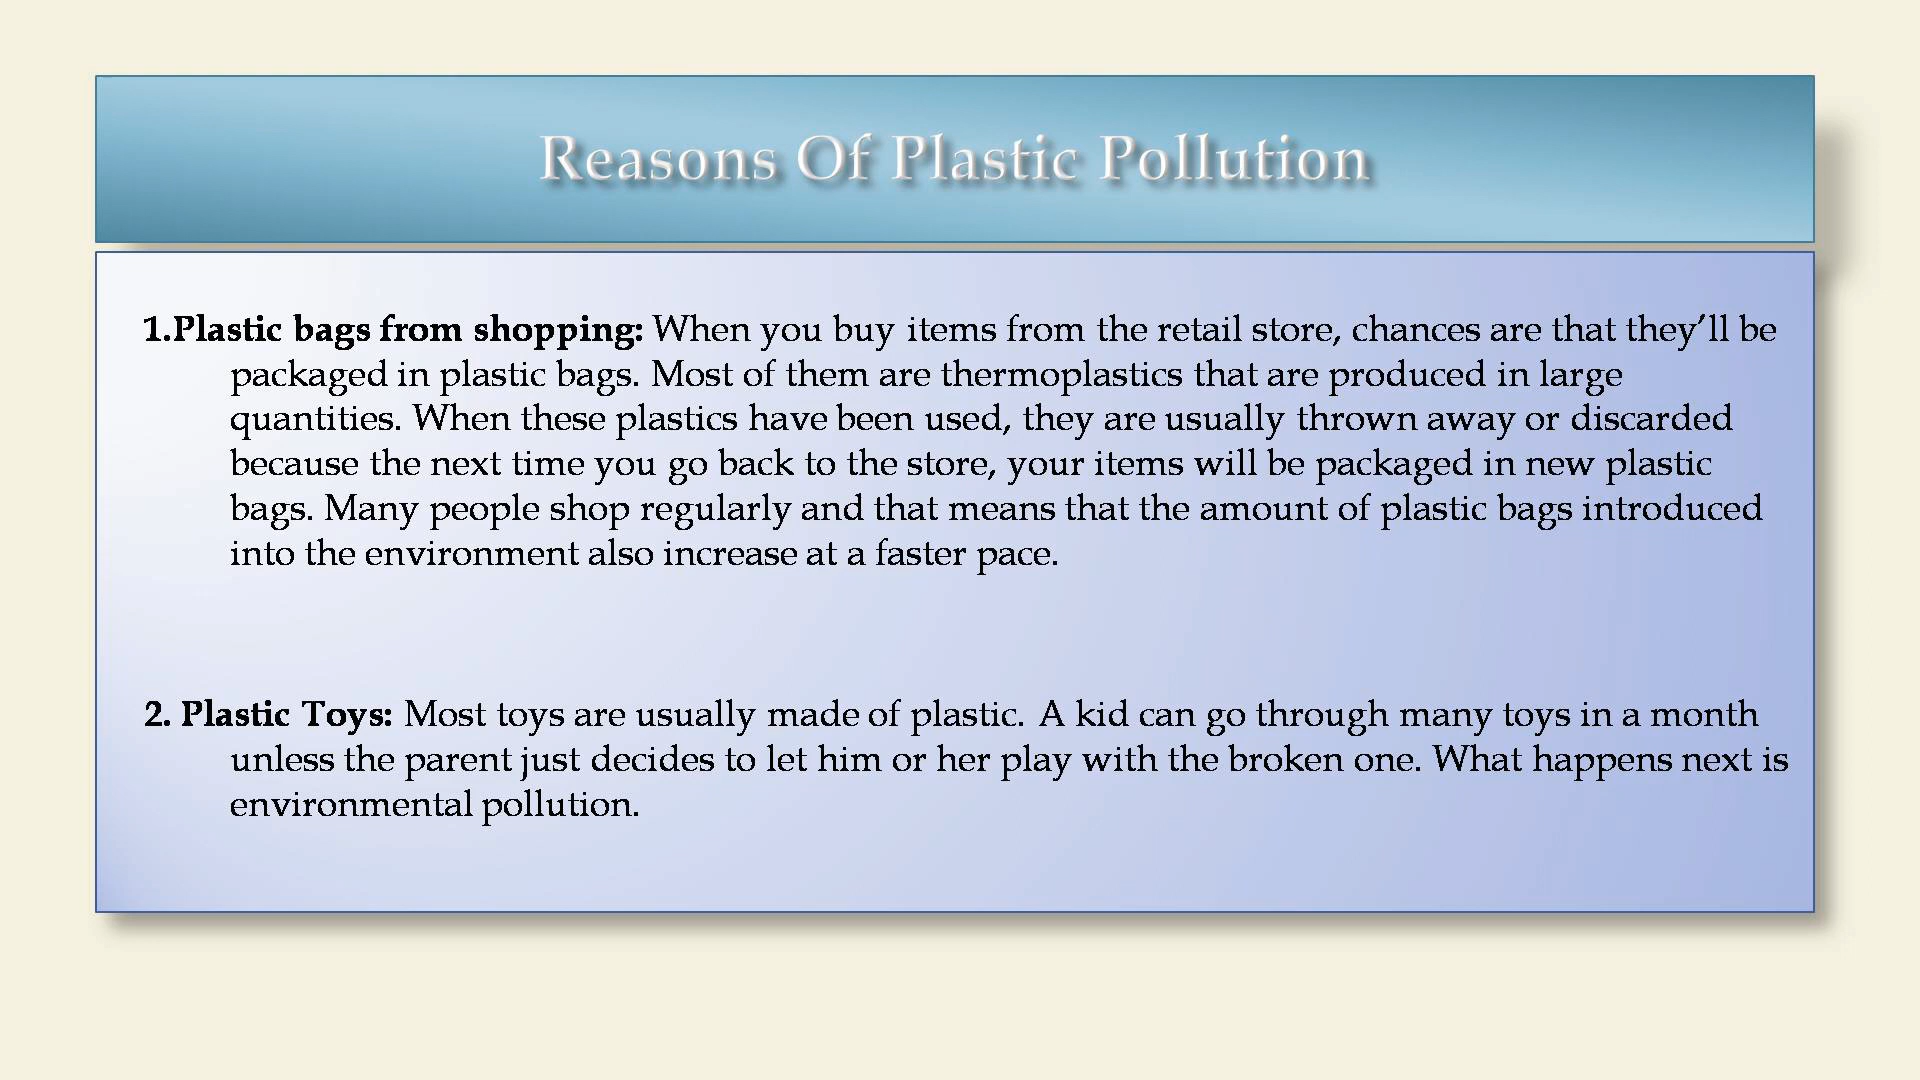 Reasons Of Plastic Pollution
1.Plastic bags from shopping: When you buy items from the retail store, chances are that they’ll be
packaged in plastic bags. Most of them are thermoplastics that are produced in large
quantities. When these plastics have been used, they are usually thrown away or discarded
because the next time you go back to the store, your items will be packaged in new plastic
bags. Many people shop regularly and that means that the amount of plastic bags introduced
into the environment also increase at a faster pace.
2. Plastic Toys: Most toys are usually made of plastic. A kid can go through many toys in a month
unless the parent just decides to let him or her play with the broken one. What happens next is
environmental pollution.